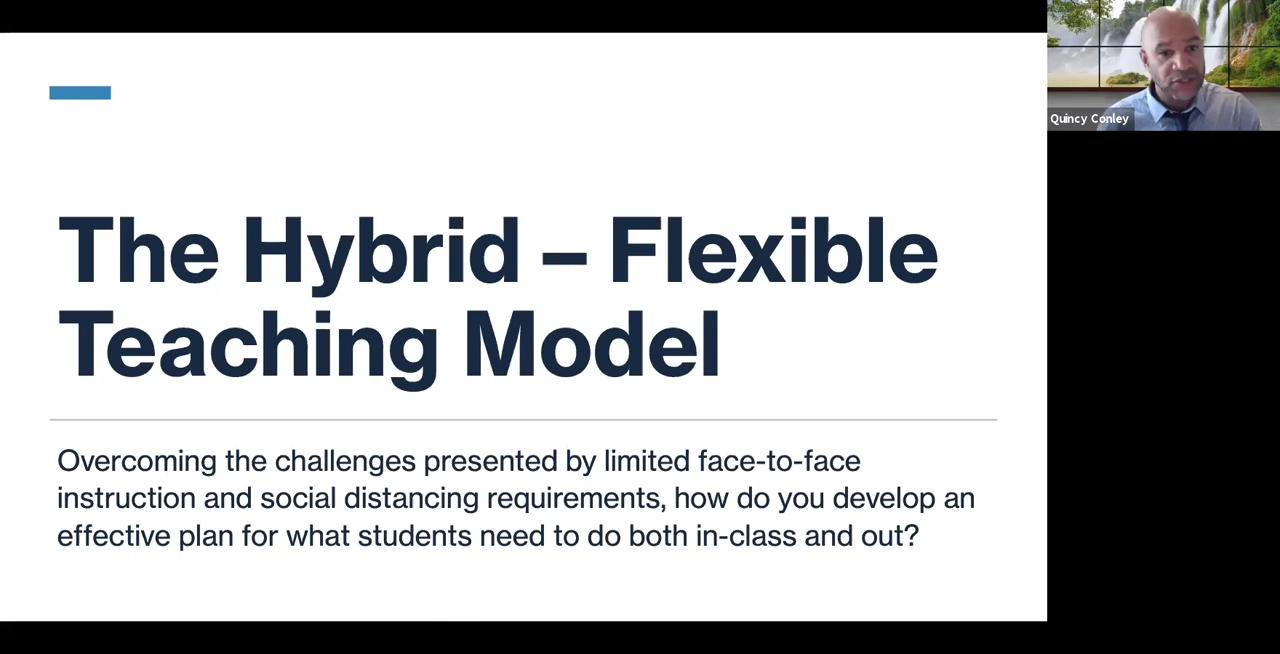 The Hybrid – Flexible
Teaching Model
Overcoming the challenges presented by limited face-to-face
instruction and social distancing requirements, how do you develop an
effective plan for what students need to do both in-class and out?
Quincy Conley